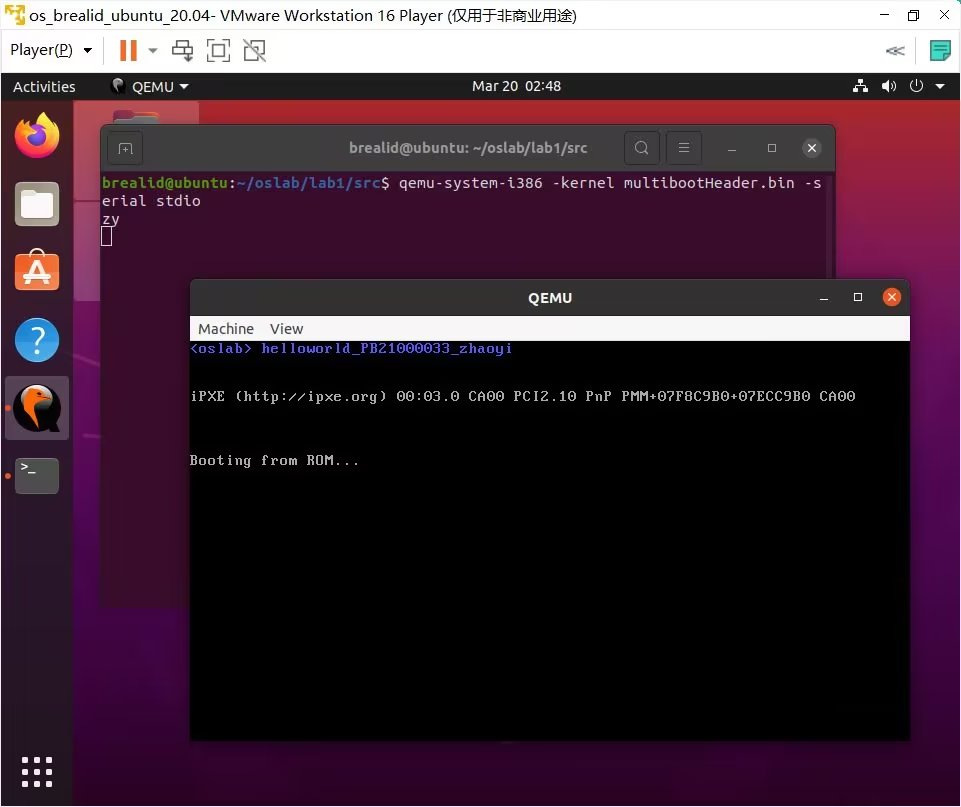 os_brealid_ubuntu_20.04- VMware Workstation 16 Player (仅用于非商业用途)
Player(P)
Activities
QEMU
Mar 20 02:48
brealid@ubuntu: ~/oslab/lab1/src
brealid@ubuntu:~/oslab/lab1/src$ qemu-system-i386 -kernel multibootHeader.bin -s
erial stdio
zy
QEMU
Machine View
<oslab> helloworld_PB21000033_zhaoyi
iPXE (http://ipxe.org) 00:03.0 CA00 PCI2.10 PnP PMM+07F8C9B0+07ECC9B0 CA00
Booting from ROM...